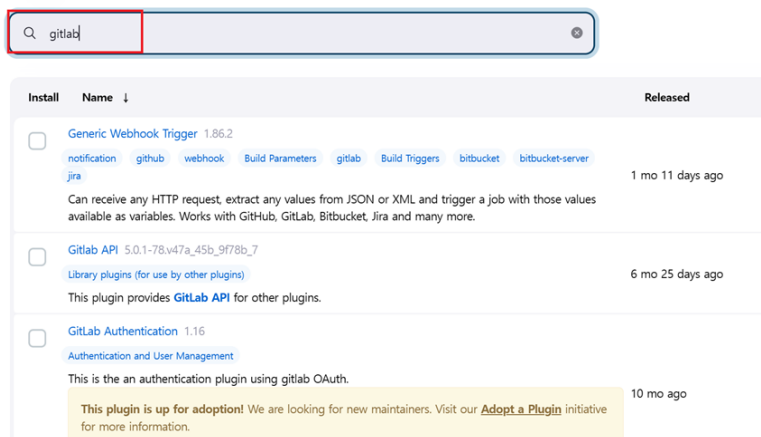 gitlab
Install Name ↓ Released
Generic Webhook Trigger 1.86.2
notification github webhook Build Parameters gitlab Build Triggers bitbucket bitbucket-server
jira
1 mo 11 days ago
Can receive any HTTP request, extract any values from JSON or XML and trigger a job with those values
available as variables. Works with GitHub, GitLab, Bitbucket, Jira and many more.
Gitlab API 5.0.1-78.v47a_45b_9f78b_7
Library plugins (for use by other plugins)
6 mo 25 days ago
This plugin provides GitLab API for other plugins.
GitLab Authentication 1.16
Authentication and User Management
This is the an authentication plugin using gitlab OAuth.
10 mo ago
This plugin is up for adoption! We are looking for new maintainers. Visit our Adopt a Plugin initiative
for more information.